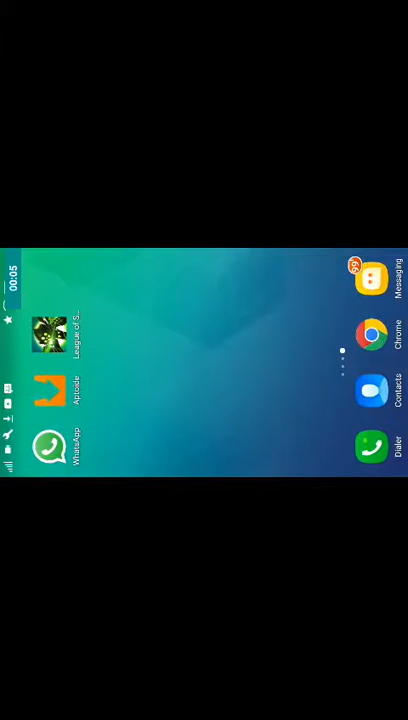 00:05
WhatsApp
Aptoide
League of S...
Dialer
Contacts
Chrome
Messaging
99